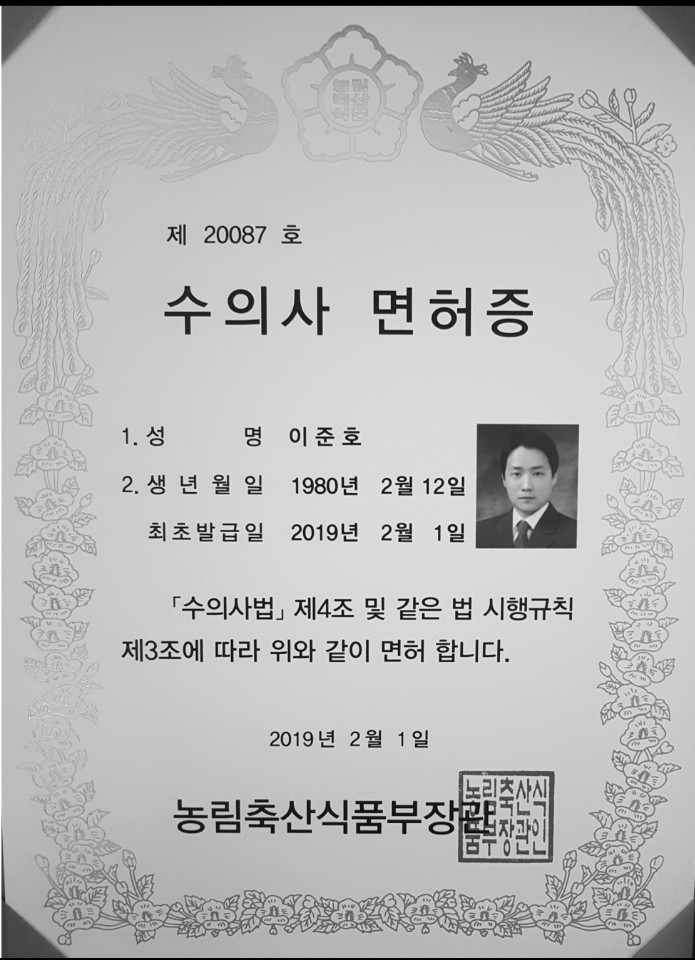 제 20087 호
수의사 면허증
1. 성 명 이준호
2. 생년월일 1980년 2월 12일
최초발급일 2019년 2월 1일
「수의사법」 제4조 및 같은 법 시행규칙
제3조에 따라 위와 같이 면허 합니다.
2019년 2월 1일
농림축산식품부장관
농림축산식
품부장관인